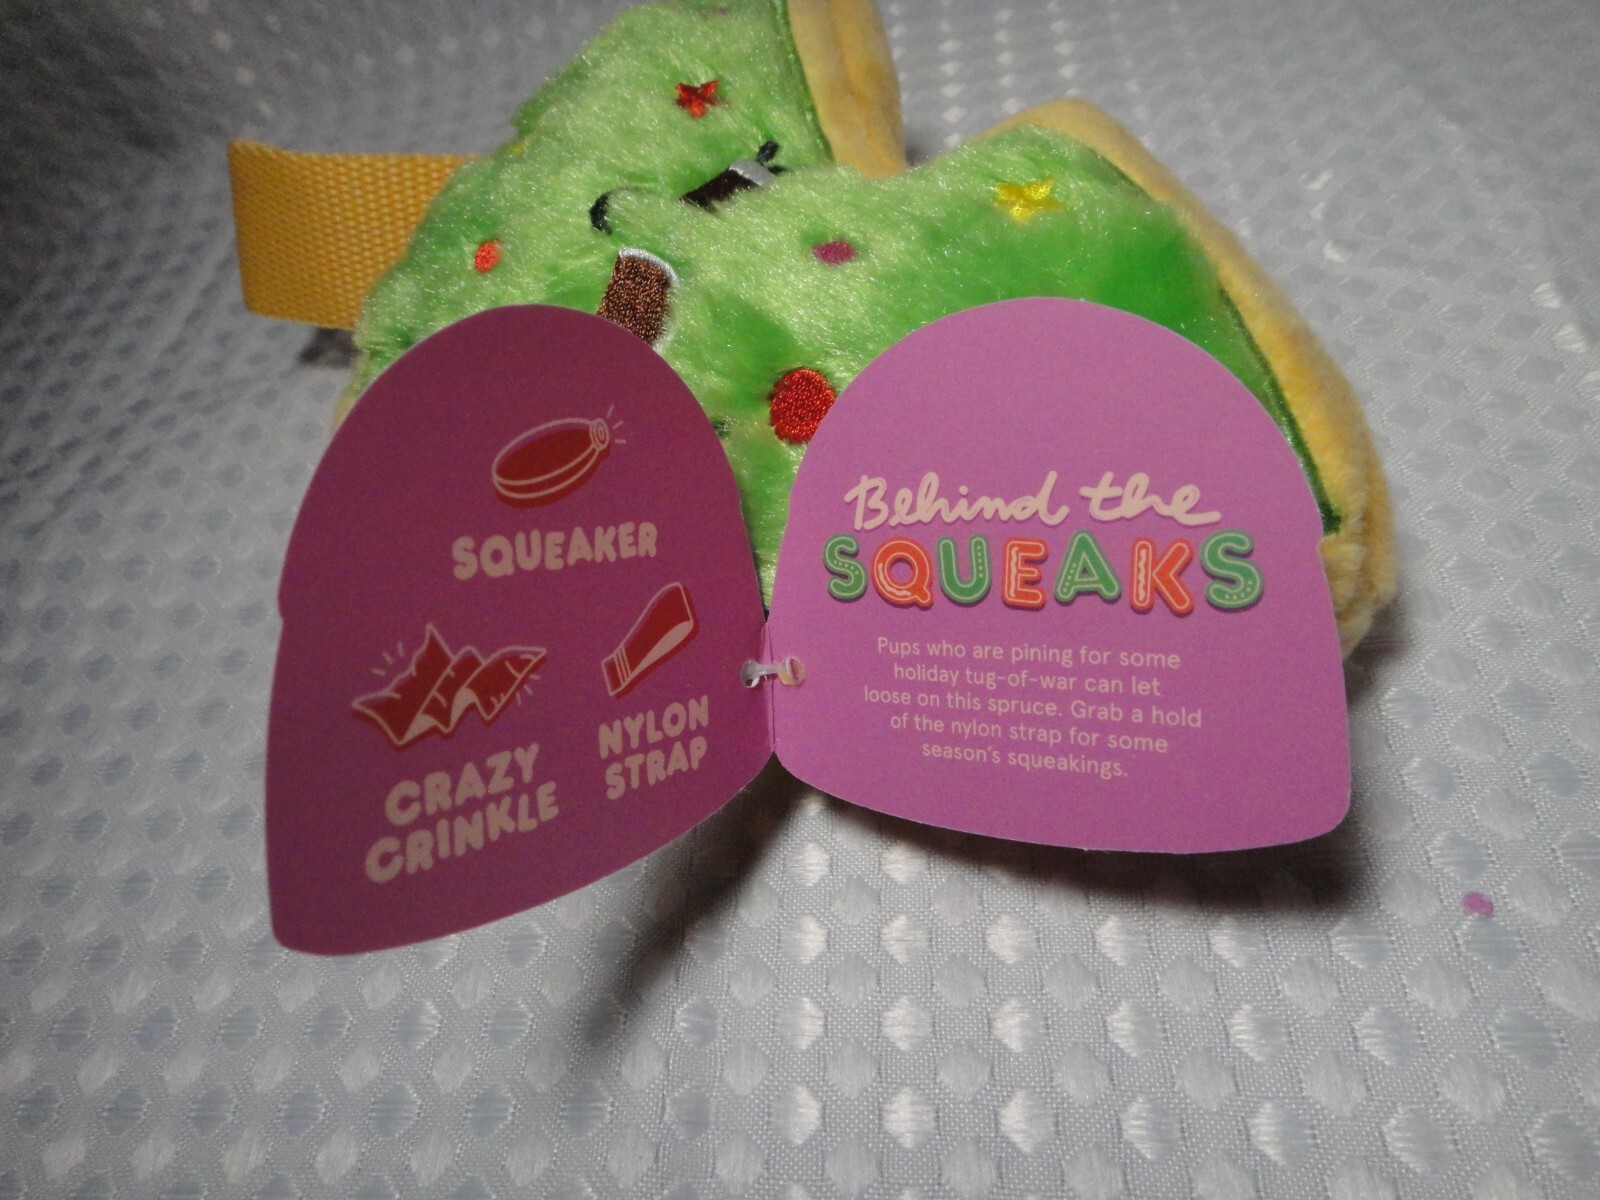 SQUEAKER
CRAZY
CRINKLE
NYLON
STRAP
Behind the
SQUEAKS
Pups who are pining for some
holiday tug-of-war can let
loose on this spruce. Grab a hold
of the nylon strap for some
season's squeakings.